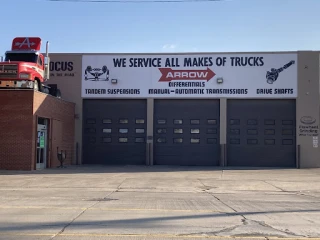 WE SERVICE ALL MAKES OF TRUCKS
ARROW
DIFFERENTIALS
TANDEM SUSPENSIONS MANUAL-AUTOMATIC TRANSMISSIONS DRIVE SHAFTS
OCUS